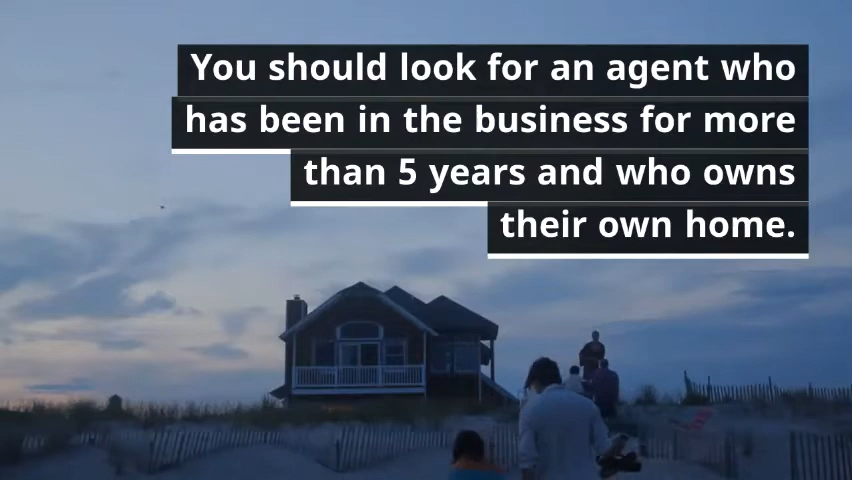 You should look for an agent who
has been in the business for more
than 5 years and who owns
their own home.